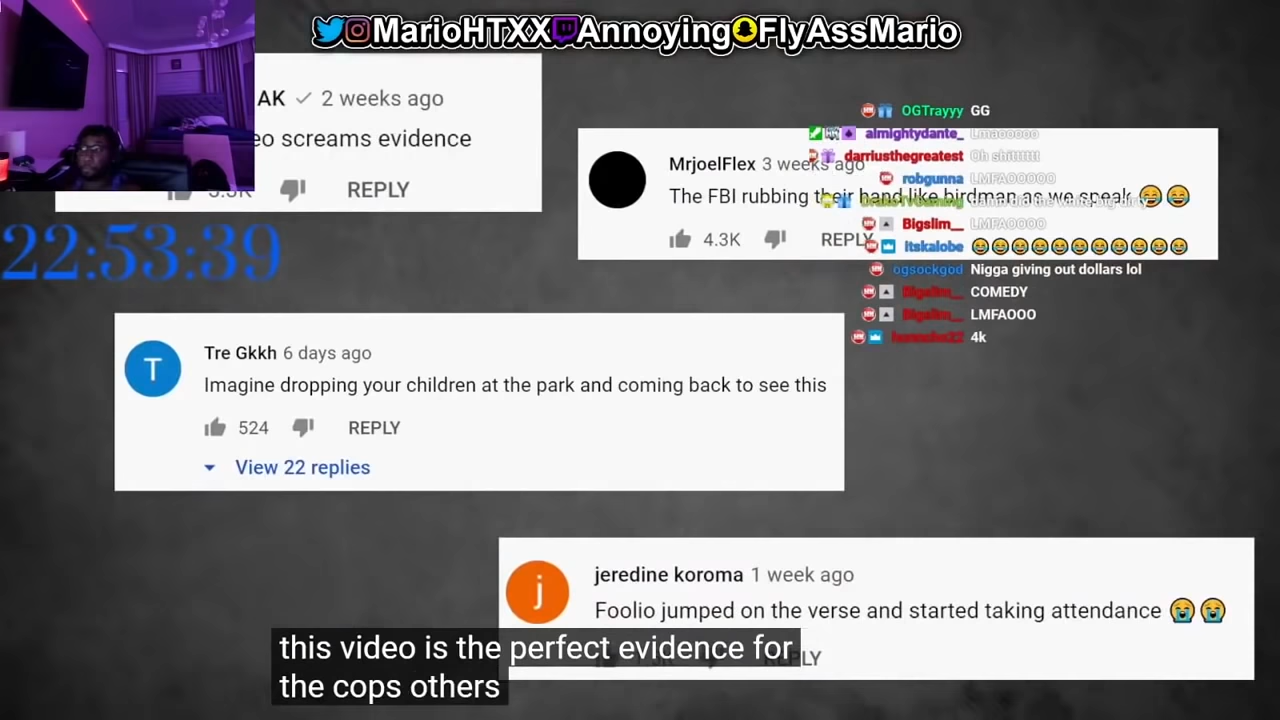 MarioHTXX Annoying FlyAssMario
AK 2 weeks ago
eo screams evidence
REPLY
22:53:39
MrjoelFlex 3 weeks ago
The FBI rubbing their hand like birdman as we speak 😂😂
4.3K REPLY
OGTrayyy GG
almightydante_ Lmaooooo
darriusthegreatest Oh shitttttt
robgunna LMFAOOOOO
Bigslim__ LMFAOOOO
itskalobe 😂😂😂😂😂😂😂😂😂😂😂
ogsockgod Nigga giving out dollars lol
Bigslim__ COMEDY
Bigslim__ LMFAOOO
4k
T
Tre Gkkh 6 days ago
Imagine dropping your children at the park and coming back to see this
524 REPLY
View 22 replies
j
jeredine koroma 1 week ago
Foolio jumped on the verse and started taking attendance 😭😭
this video is the perfect evidence for
the cops others